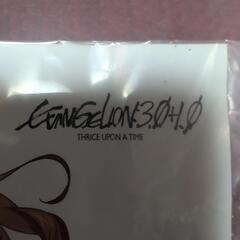 EVANGELION:3.0+1.0
THRICE UPON A TIME